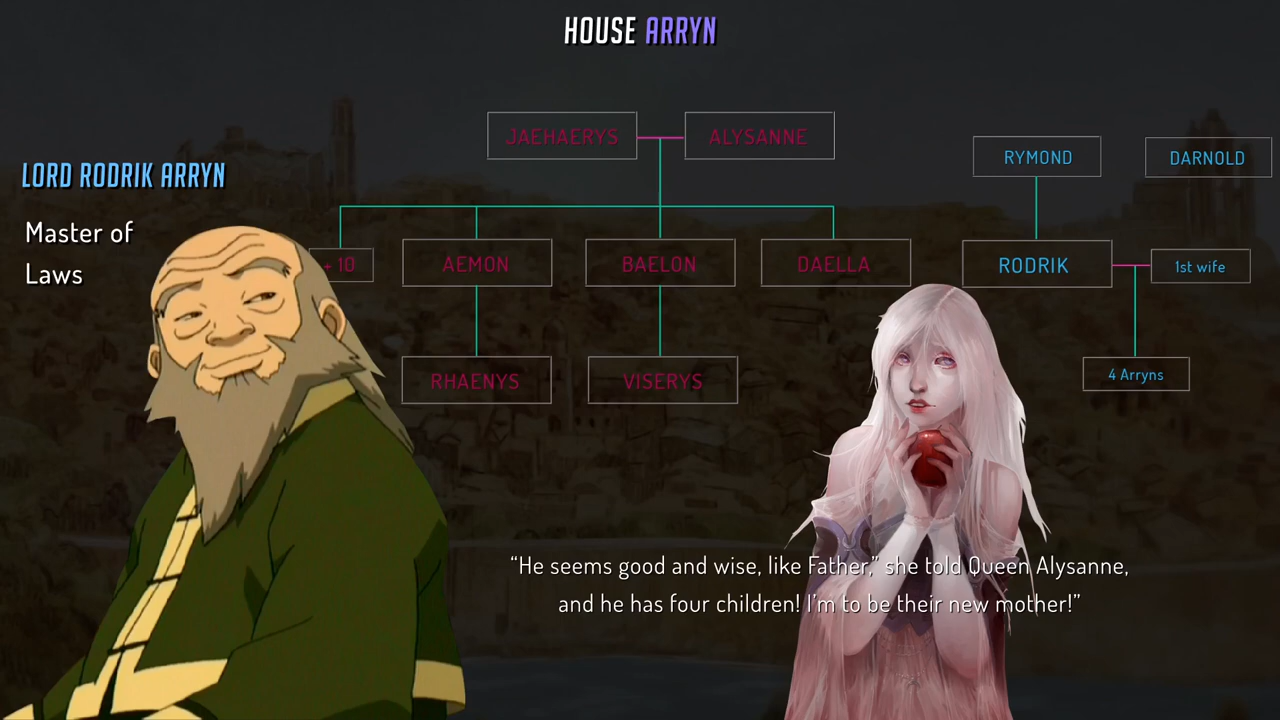 HOUSE ARRYN
JAEHAERYS
ALYSANNE
RYMOND
DARNOLD
LORD RODRIK ARRYN
Master of
Laws
+ 10
AEMON
BAELON
DAELLA
RODRIK
1st wife
RHAENYS
VISERYS
4 Arryns
“He seems good and wise, like Father,” she told Queen Alysanne,
and he has four children! I’m to be their new mother!”